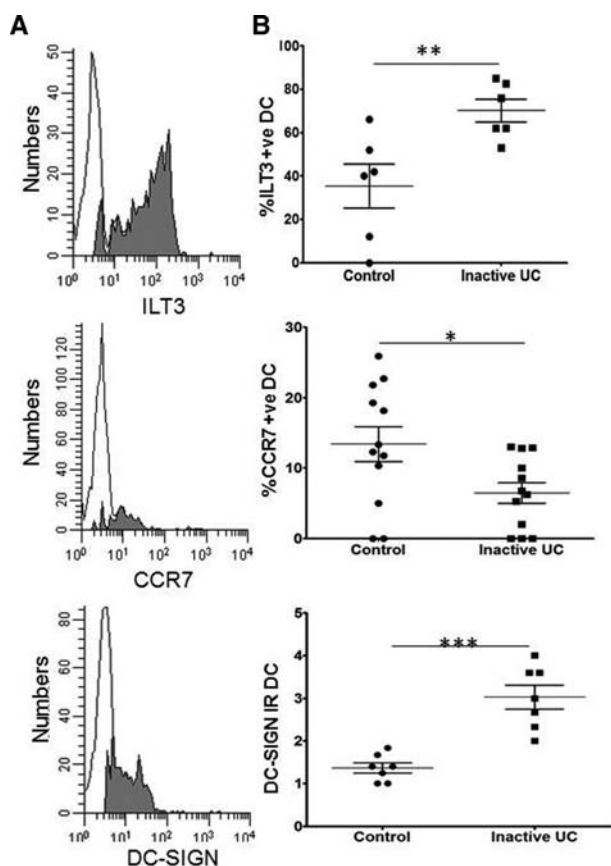 A
B
Numbers
50
40
30
20
10
0
10⁰ 10¹ 10² 10³ 10⁴
ILT3
%ILT3 +ve DC
100
80
60
40
20
0
**
Control Inactive UC
Numbers
120
100
80
60
40
20
0
10⁰ 10¹ 10² 10³ 10⁴
CCR7
%CCR7 +ve DC
30
20
10
0
*
Control Inactive UC
Numbers
80
60
40
20
0
10⁰ 10¹ 10² 10³ 10⁴
DC-SIGN
DC-SIGN IR DC
5
4
3
2
1
0
***
Control Inactive UC